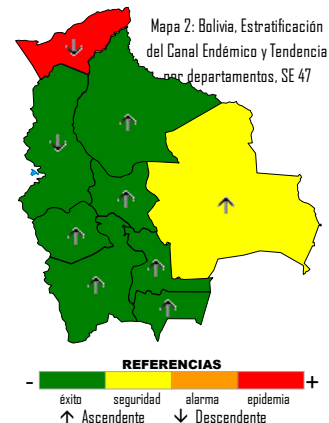 Mapa 2: Bolivia, Estratificación
del Canal Endémico y Tendencia
por departamentos, SE 47
REFERENCIAS
- +
éxito seguridad alarma epidemia
↑ Ascendente ↓ Descendente